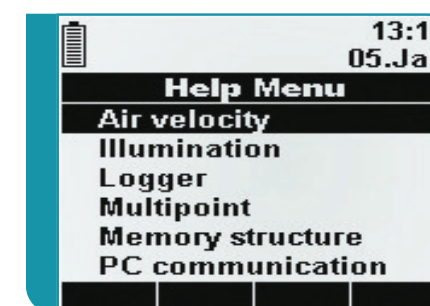 13:1
05.Ja
Help Menu
Air velocity
Illumination
Logger
Multipoint
Memory structure
PC communication